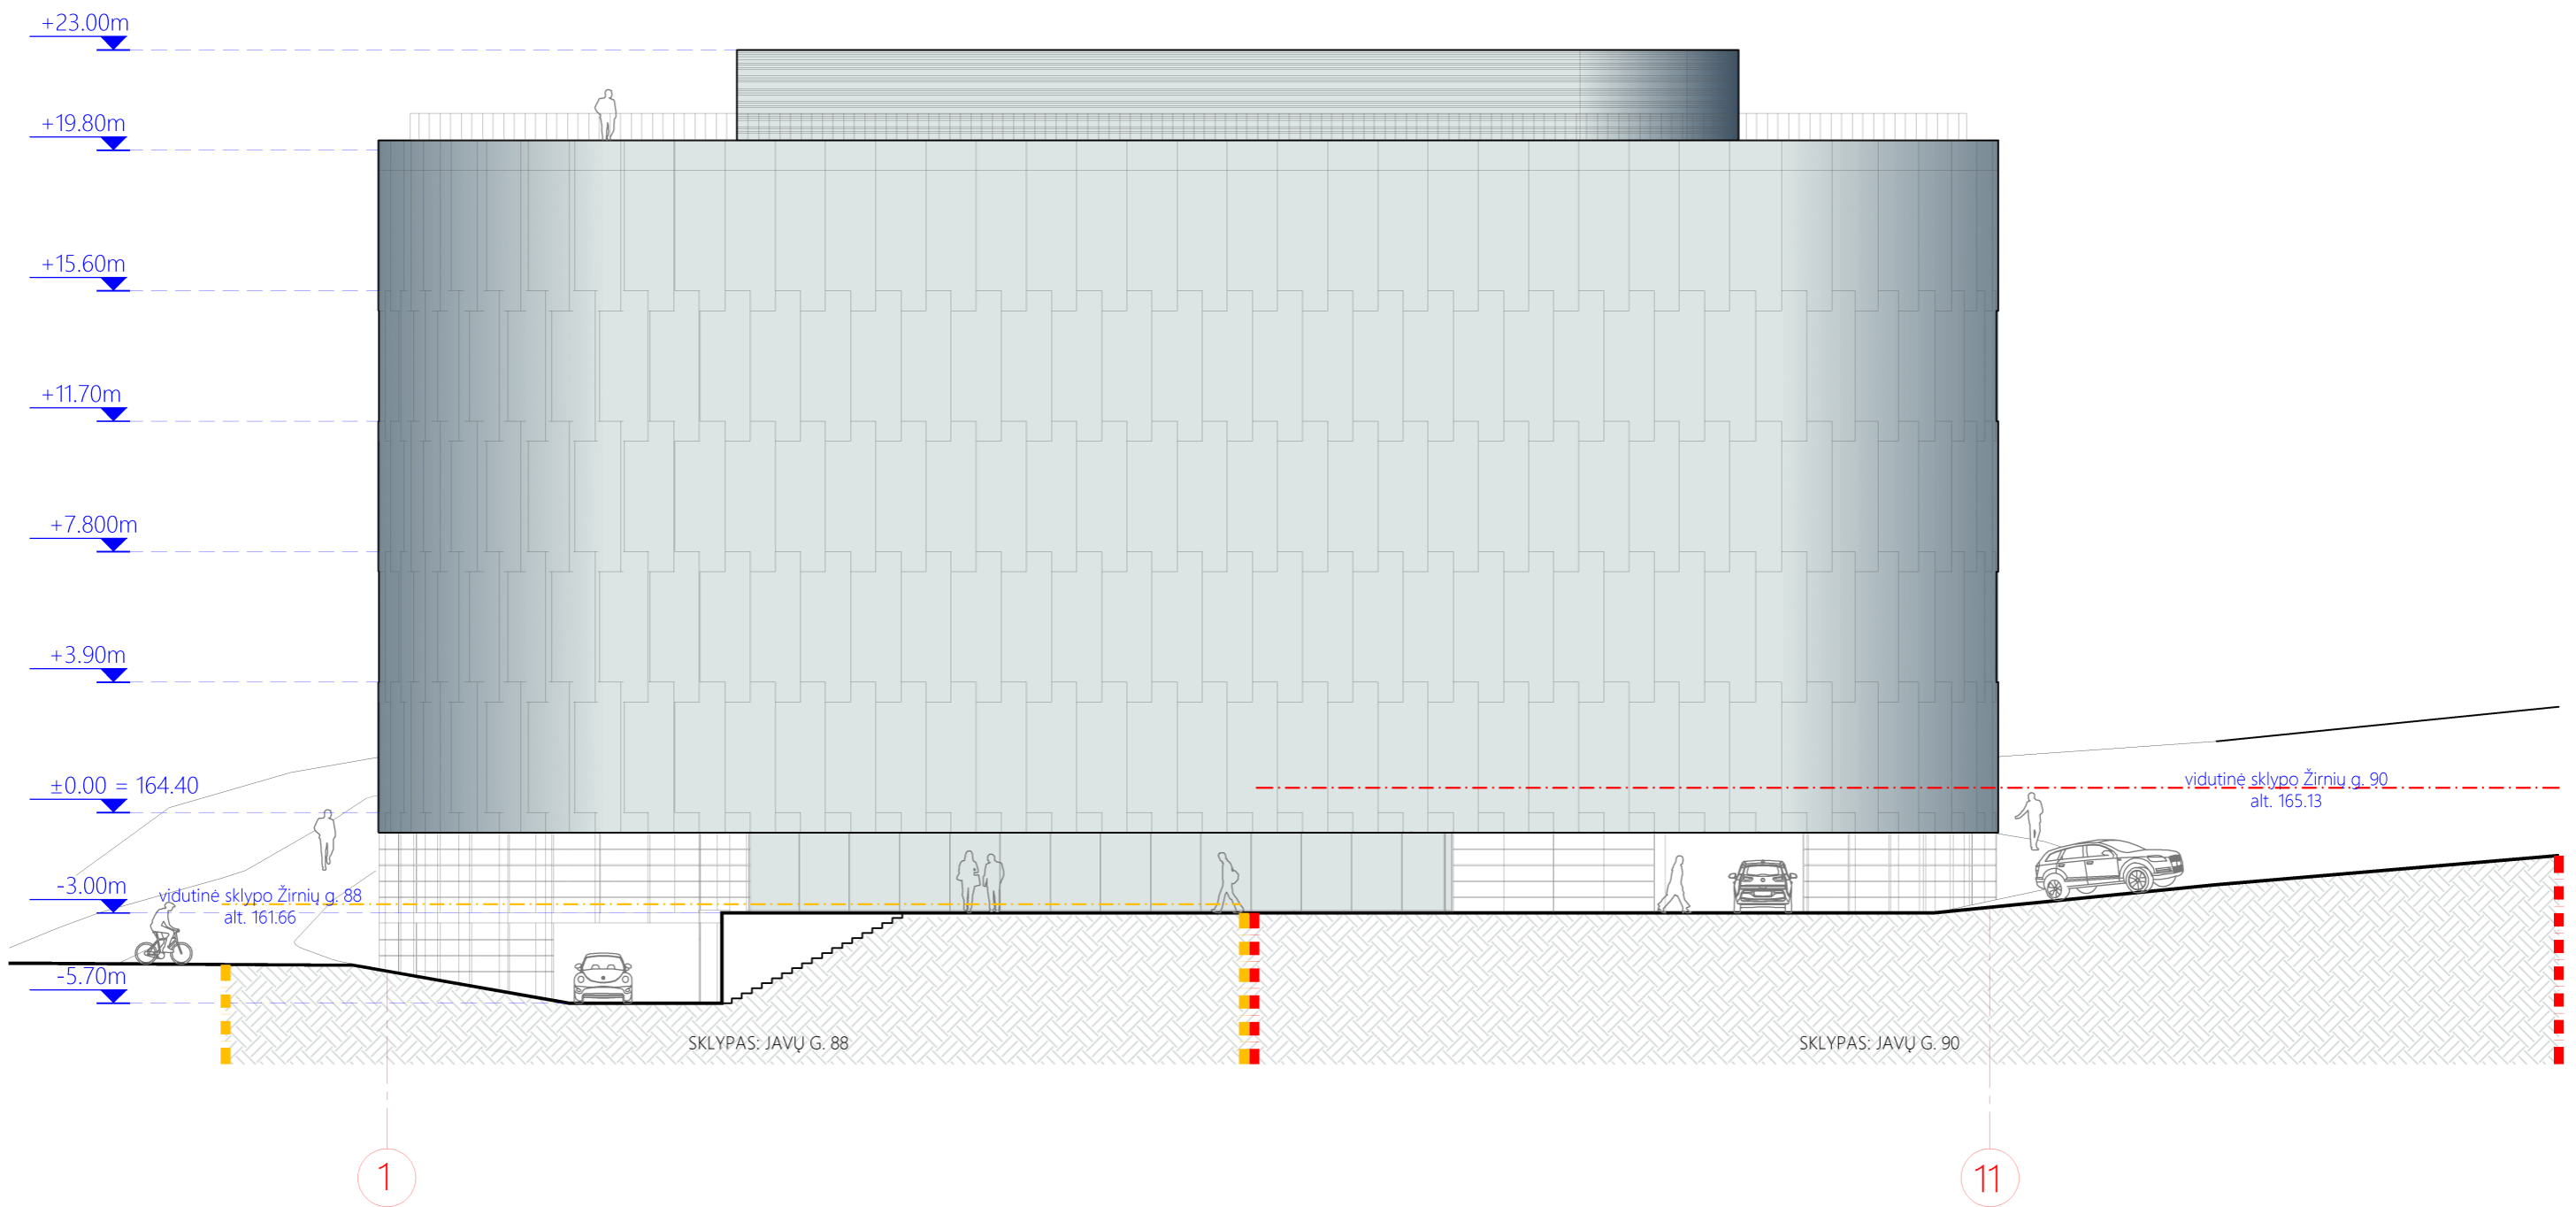 +23.00m
+19.80m
+15.60m
+11.70m
+7.800m
+3.90m
±0.00 = 164.40
vidutinė sklypo Žirnių g. 90
alt. 165.13
-3.00m
vidutinė sklypo Žirnių g. 88
alt. 161.66
-5.70m
SKLYPAS: JAVŲ G. 88
SKLYPAS: JAVŲ G. 90
1
11